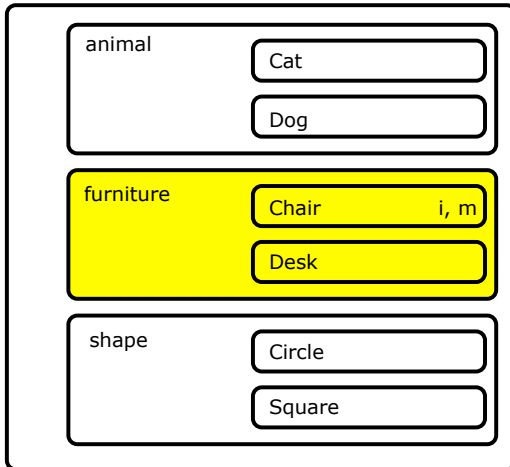 animal
Cat
Dog
furniture
Chair i, m
Desk
shape
Circle
Square